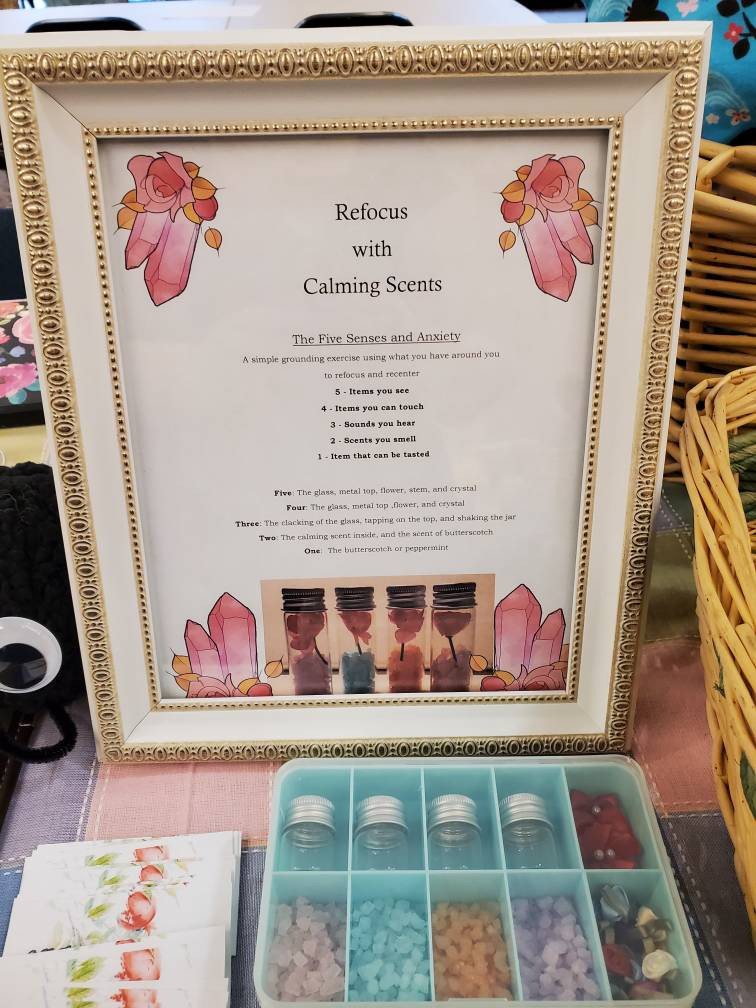 Refocus
with
Calming Scents
The Five Senses and Anxiety
A simple grounding exercise using what you have around you
to refocus and recenter
5 - Items you see
4 - Items you can touch
3 - Sounds you hear
2 - Scents you smell
1 - Item that can be tasted
Five: The glass, metal top, flower, stem, and crystal
Four: The glass, metal top ,flower, and crystal
Three: The clacking of the glass, tapping on the top, and shaking the jar
Two: The calming scent inside, and the scent of butterscotch
One: The butterscotch or peppermint